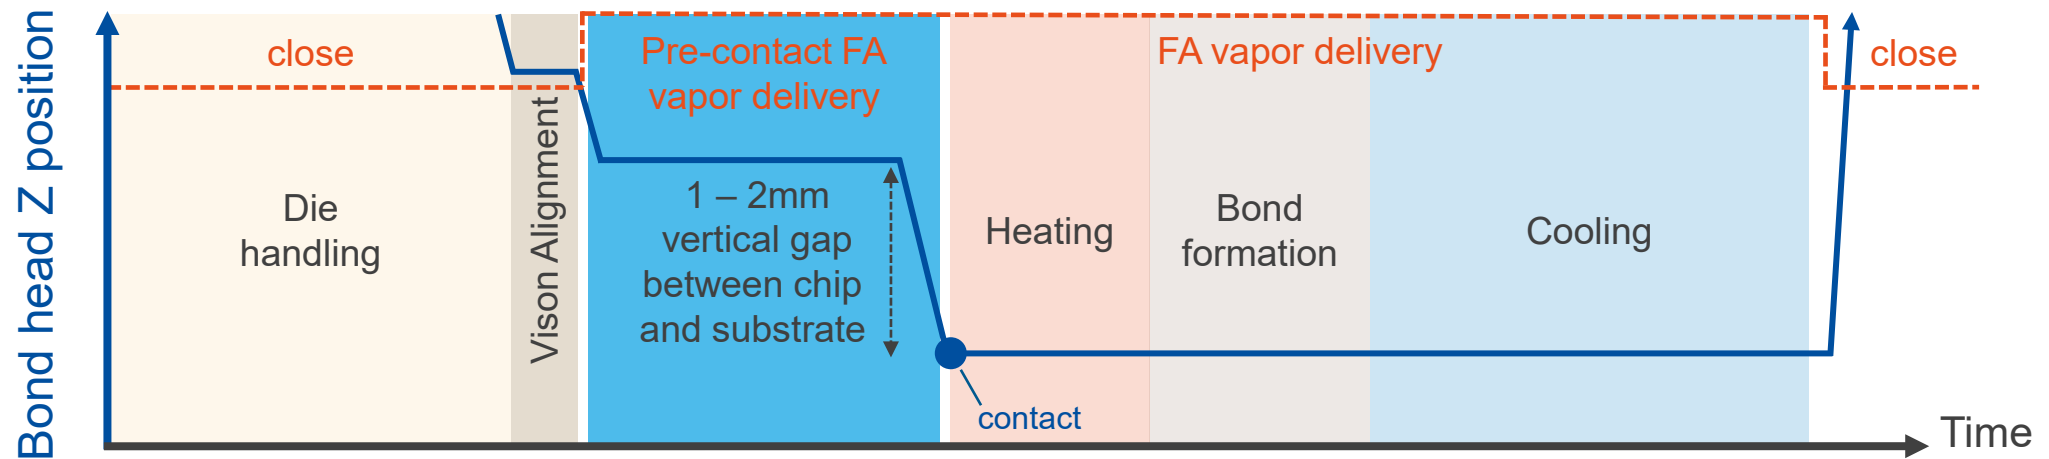 Bond head Z position
close
Die
handling
Vison Alignment
Pre-contact FA
vapor delivery
1 – 2mm
vertical gap
between chip
and substrate
contact
FA vapor delivery
Heating
Bond
formation
Cooling
close
Time